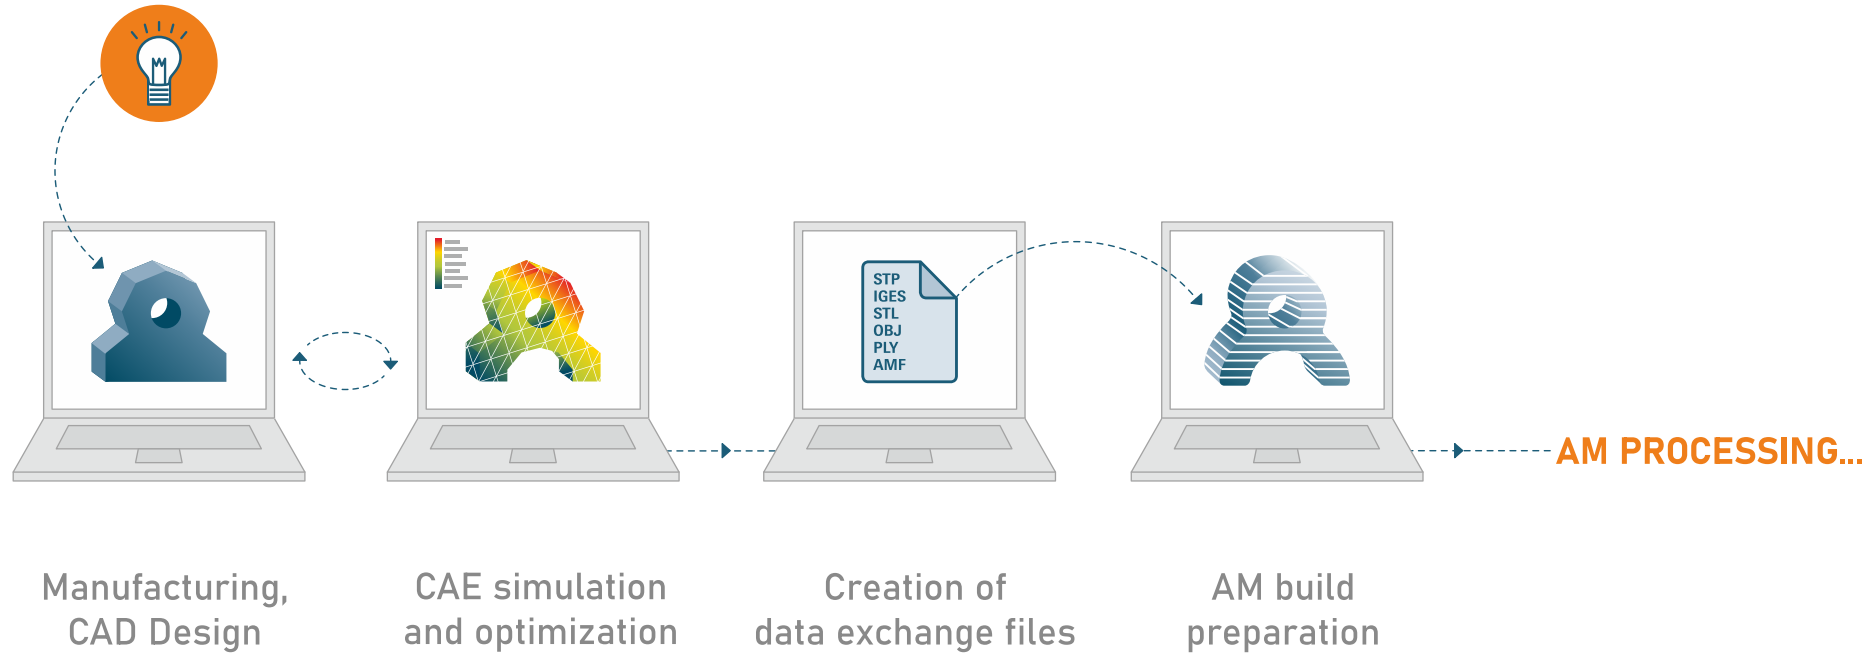 STP
IGES
STL
OBJ
PLY
AMF
AM PROCESSING...
Manufacturing,
CAD Design
CAE simulation
and optimization
Creation of
data exchange files
AM build
preparation